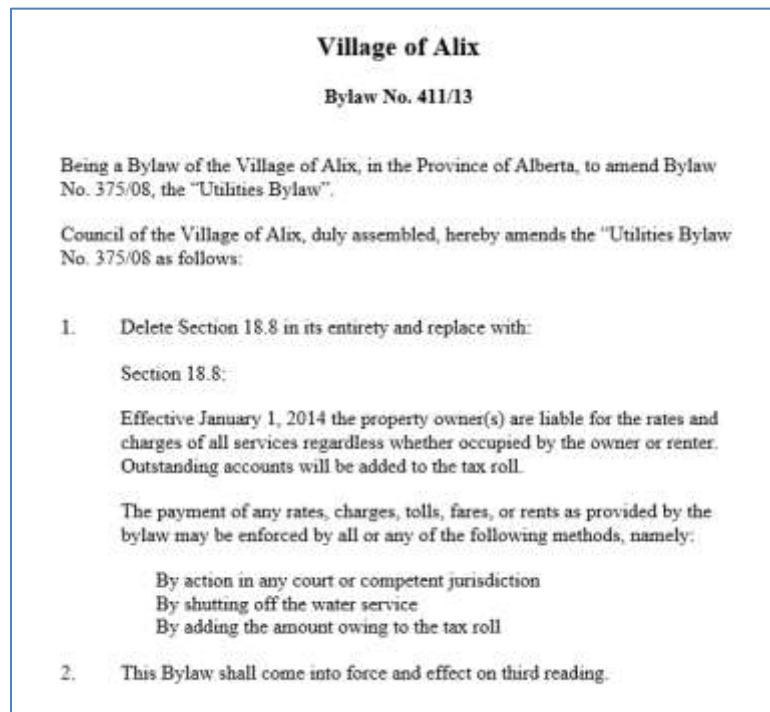 Village of Alix
Bylaw No. 411/13
Being a Bylaw of the Village of Alix, in the Province of Alberta, to amend Bylaw
No. 375/08, the “Utilities Bylaw”.
Council of the Village of Alix, duly assembled, hereby amends the “Utilities Bylaw
No. 375/08 as follows:
1. Delete Section 18.8 in its entirety and replace with:
Section 18.8:
Effective January 1, 2014 the property owner(s) are liable for the rates and
charges of all services regardless whether occupied by the owner or renter.
Outstanding accounts will be added to the tax roll.
The payment of any rates, charges, tolls, fares, or rents as provided by the
bylaw may be enforced by all or any of the following methods, namely:
By action in any court or competent jurisdiction
By shutting off the water service
By adding the amount owing to the tax roll
2. This Bylaw shall come into force and effect on third reading.